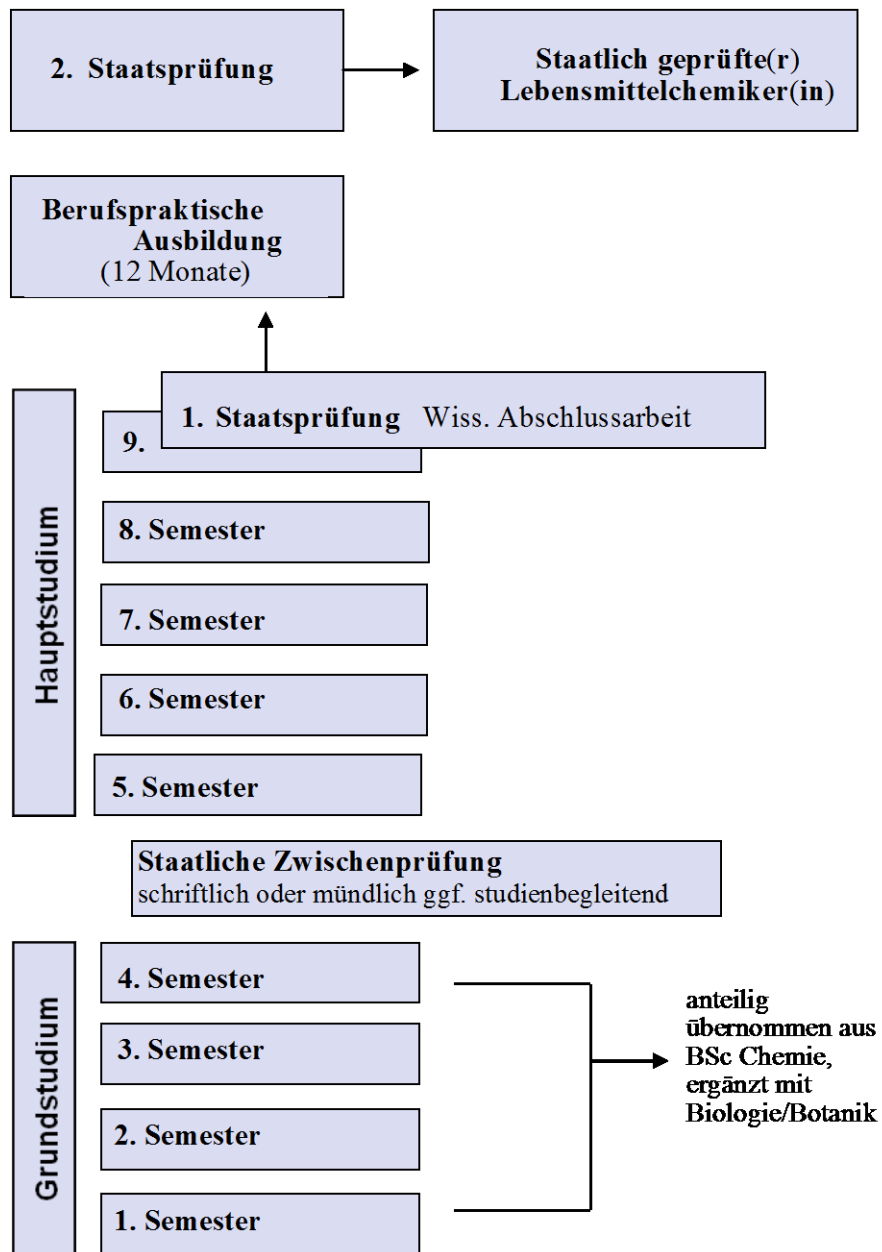 2. Staatsprüfung
Staatlich geprüfte(r)
Lebensmittelchemiker(in)
Berufspraktische
Ausbildung
(12 Monate)
1. Staatsprüfung Wiss. Abschlussarbeit
9.
8. Semester
7. Semester
6. Semester
5. Semester
Hauptstudium
Staatliche Zwischenprüfung
schriftlich oder mündlich ggf. studienbegleitend
4. Semester
3. Semester
2. Semester
1. Semester
Grundstudium
anteilig
übernommen aus
BSc Chemie,
ergänzt mit
Biologie/Botanik